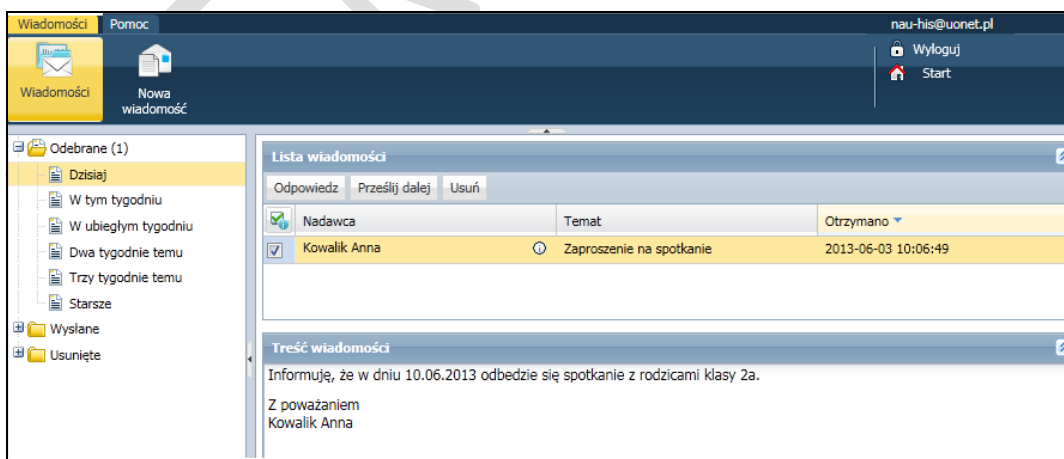 Wiadomości Pomoc nau-his@uonet.pl
Wyloguj
Start
Wiadomości Nowa wiadomość
Odebrane (1)
Dzisiaj
W tym tygodniu
W ubiegłym tygodniu
Dwa tygodnie temu
Trzy tygodnie temu
Starsze
Wysłane
Usunięte
Lista wiadomości
Odpowiedz Prześlij dalej Usuń
Nadawca Temat Otrzymano
Kowalik Anna Zaproszenie na spotkanie 2013-06-03 10:06:49
Treść wiadomości
Informuję, że w dniu 10.06.2013 odbedzie się spotkanie z rodzicami klasy 2a.
Z poważaniem
Kowalik Anna